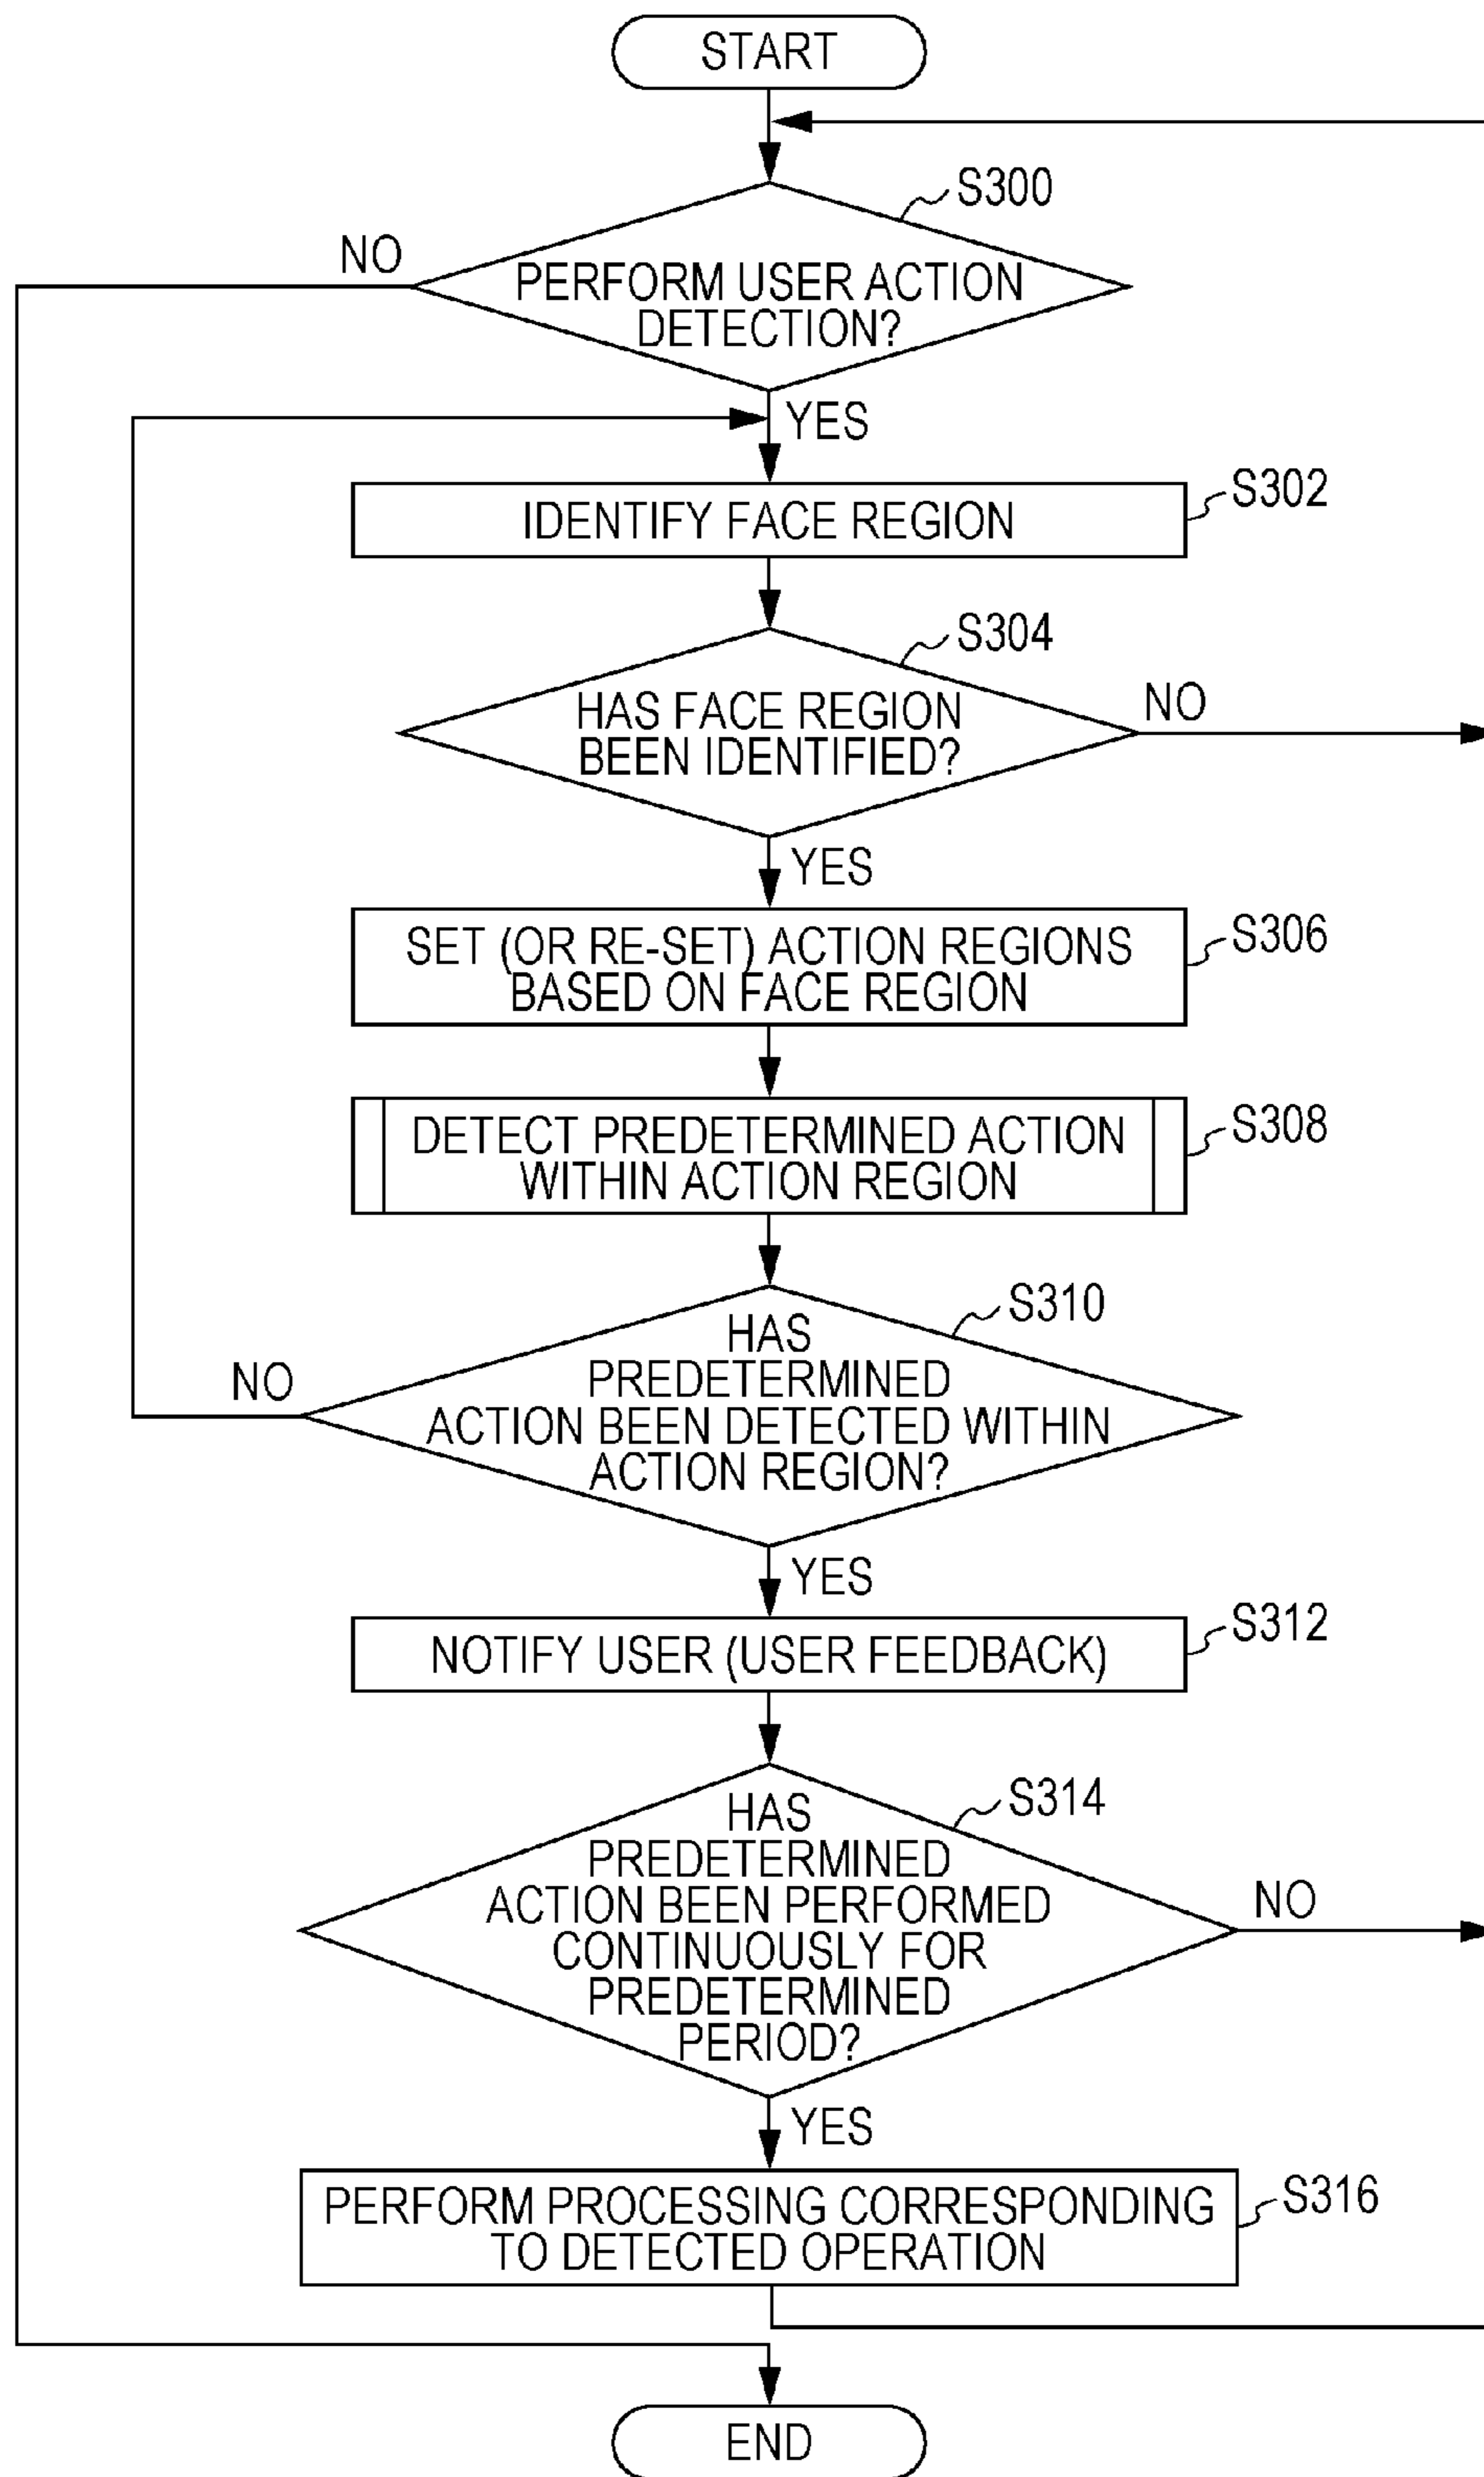 START
S300
NO
PERFORM USER ACTION
DETECTION?
YES
IDENTIFY FACE REGION
S302
S304
HAS FACE REGION
BEEN IDENTIFIED?
NO
YES
SET (OR RE-SET) ACTION REGIONS
BASED ON FACE REGION
S306
DETECT PREDETERMINED ACTION
WITHIN ACTION REGION
S308
S310
HAS
PREDETERMINED
ACTION BEEN DETECTED WITHIN
ACTION REGION?
NO
YES
NOTIFY USER (USER FEEDBACK)
S312
S314
HAS
PREDETERMINED
ACTION BEEN PERFORMED
CONTINUOUSLY FOR
PREDETERMINED
PERIOD?
NO
YES
PERFORM PROCESSING CORRESPONDING
TO DETECTED OPERATION
S316
END